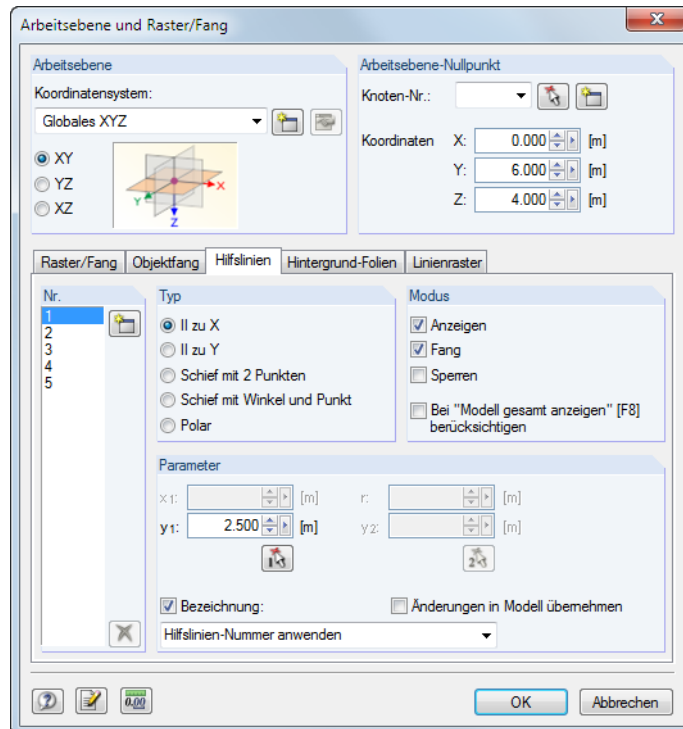 Arbeitsebene und Raster/Fang
Arbeitsebene
Koordinatensystem:
Globales XYZ
XY
YZ
XZ
X
Y
Z
Arbeitsebene-Nullpunkt
Knoten-Nr.:
Koordinaten X: 0.000 [m]
Y: 6.000 [m]
Z: 4.000 [m]
Raster/Fang Objektfang Hilfslinien Hintergrund-Folien Linienraster
Nr.
1
2
3
4
5
Typ
II zu X
II zu Y
Schief mit 2 Punkten
Schief mit Winkel und Punkt
Polar
Modus
Anzeigen
Fang
Sperren
Bei "Modell gesamt anzeigen" [F8]
berücksichtigen
Parameter
x1: [m] r: [m]
y1: 2.500 [m] y2: [m]
1 2
Bezeichnung: Änderungen in Modell übernehmen
Hilfslinien-Nummer anwenden
0.00 OK Abbrechen